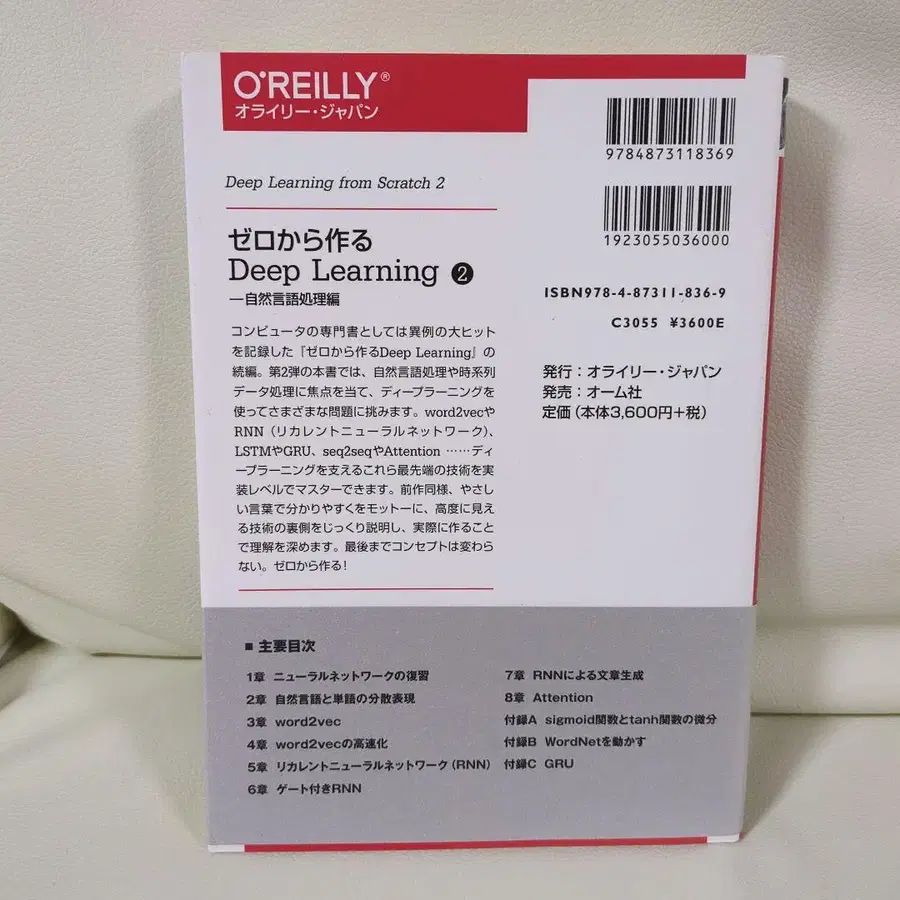 O'REILLY®
オライリー・ジャパン
Deep Learning from Scratch 2
ゼロから作る
Deep Learning ❷
―自然言語処理編
コンピュータの専門書としては異例の大ヒット
を記録した『ゼロから作るDeep Learning』の
続編。第2弾の本書では、自然言語処理や時系列
データ処理に焦点を当て、ディープラーニングを
使ってさまざまな問題に挑みます。word2vecや
RNN（リカレントニューラルネットワーク）、
LSTMやGRU、seq2seqやAttention ……ディ
ープラーニングを支えるこれら最先端の技術を実
装レベルでマスターできます。前作同様、やさし
い言葉で分かりやすくをモットーに、高度に見え
る技術の裏側をじっくり説明し、実際に作ること
で理解を深めます。最後までコンセプトは変わら
ない。ゼロから作る！
9784873118369
1923055036000
ISBN978-4-87311-836-9
C3055 ¥3600E
発行：オライリー・ジャパン
発売：オーム社
定価（本体3,600円+税）
■ 主要目次
1章 ニューラルネットワークの復習
2章 自然言語と単語の分散表現
3章 word2vec
4章 word2vecの高速化
5章 リカレントニューラルネットワーク（RNN）
6章 ゲート付きRNN
7章 RNNによる文章生成
8章 Attention
付録A sigmoid関数とtanh関数の微分
付録B WordNetを動かす
付録C GRU